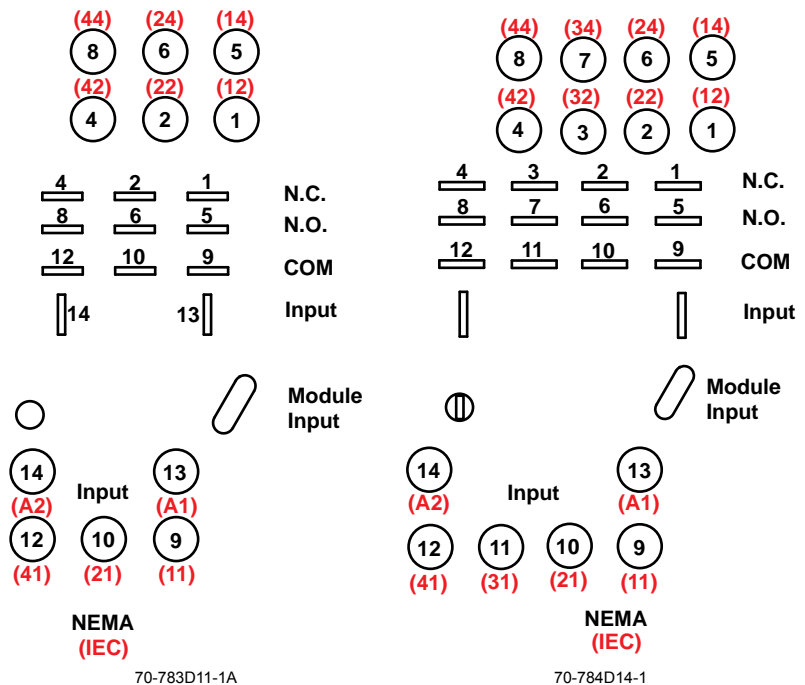 (44) (24) (14)
8 6 5
(42) (22) (12)
4 2 1
4 2 1 N.C.
8 6 5 N.O.
12 10 9 COM
14 13 Input
Module
Input
14 Input 13
(A2) (A1)
12 10 9
(41) (21) (11)
NEMA
(IEC)
70-783D11-1A
(44) (34) (24) (14)
8 7 6 5
(42) (32) (22) (12)
4 3 2 1
4 3 2 1 N.C.
8 7 6 5 N.O.
12 11 10 9 COM
Input
Module
Input
14 Input 13
(A2) (A1)
12 11 10 9
(41) (31) (21) (11)
NEMA
(IEC)
70-784D14-1